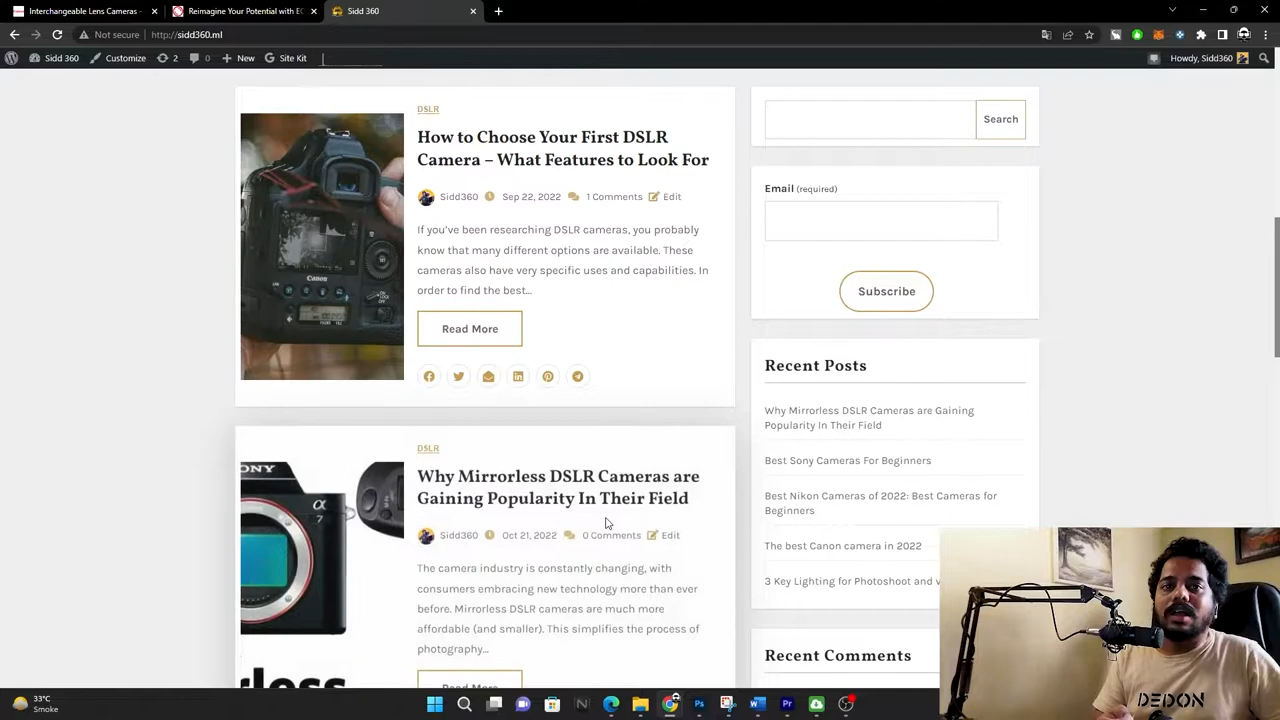 Interchangeable Lens Cameras -
Reimagine Your Potential with EO
Sidd 360
Not secure
http://sidd360.ml
Sidd 360
Customize
2
0
New
Site Kit
Howdy, Sidd360
DSLR
How to Choose Your First DSLR
Camera – What Features to Look For
Sidd360
Sep 22, 2022
1 Comments
Edit
If you've been researching DSLR cameras, you probably
know that many different options are available. These
cameras also have very specific uses and capabilities. In
order to find the best...
Read More
Canon
DSLR
Why Mirrorless DSLR Cameras are
Gaining Popularity In Their Field
Sidd360
Oct 21, 2022
0 Comments
Edit
The camera industry is constantly changing, with
consumers embracing new technology more than ever
before. Mirrorless DSLR cameras are much more
affordable (and smaller). This simplifies the process of
photography...
Read More
ONY
α
7
rless
Search
Email (required)
Subscribe
Recent Posts
Why Mirrorless DSLR Cameras are Gaining
Popularity In Their Field
Best Sony Cameras For Beginners
Best Nikon Cameras of 2022: Best Cameras for
Beginners
The best Canon camera in 2022
3 Key Lighting for Photoshoot and v
Recent Comments
DEDON
33°C
Smoke